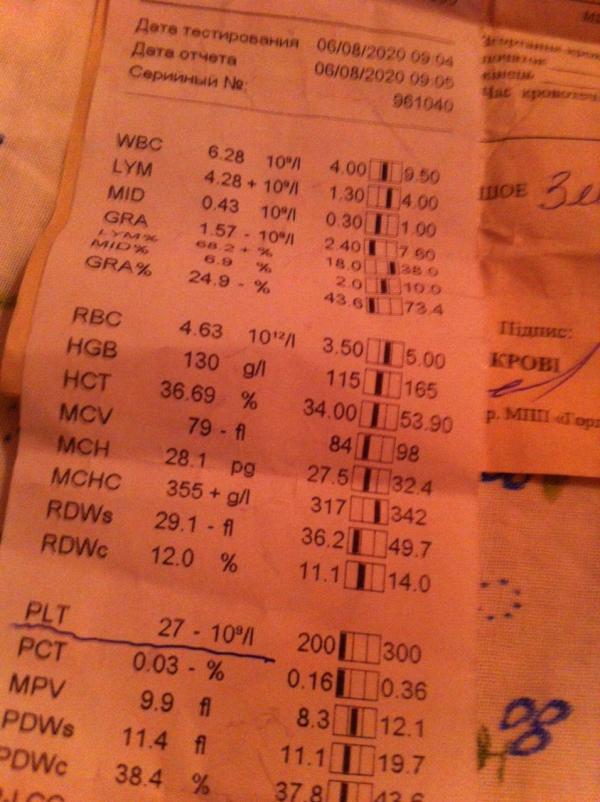 Дата тестирования 06/08/2020 09:04
Дата отчета 06/08/2020 09:05
Серийный №: 961040
WBC 6.28 10⁹/l 4.00 9.50
LYM 4.28 + 10⁹/l 1.30 4.00
MID 0.43 10⁹/l 0.30 1.00
GRA 1.57 - 10⁹/l 2.40 7.60
LYM% 68.2 + % 18.0
MID% 6.9 % 2.0 10.0
GRA% 24.9 - % 43.6 73.4
RBC 4.63 10¹²/l 3.50 5.00
HGB 130 g/l 115 165
HCT 36.69 % 34.00 53.90
MCV 79 - fl 84 98
MCH 28.1 pg 27.5 32.4
MCHC 355 + g/l 317 342
RDWs 29.1 - fl 36.2 49.7
RDWc 12.0 % 11.1 14.0
PLT 27 - 10⁹/l 200 300
PCT 0.03 - % 0.16 0.36
MPV 9.9 fl 8.3 12.1
PDWs 11.4 fl 11.1 19.7
PDWc 38.4 % 37.8
Підпис:
КРОВІ